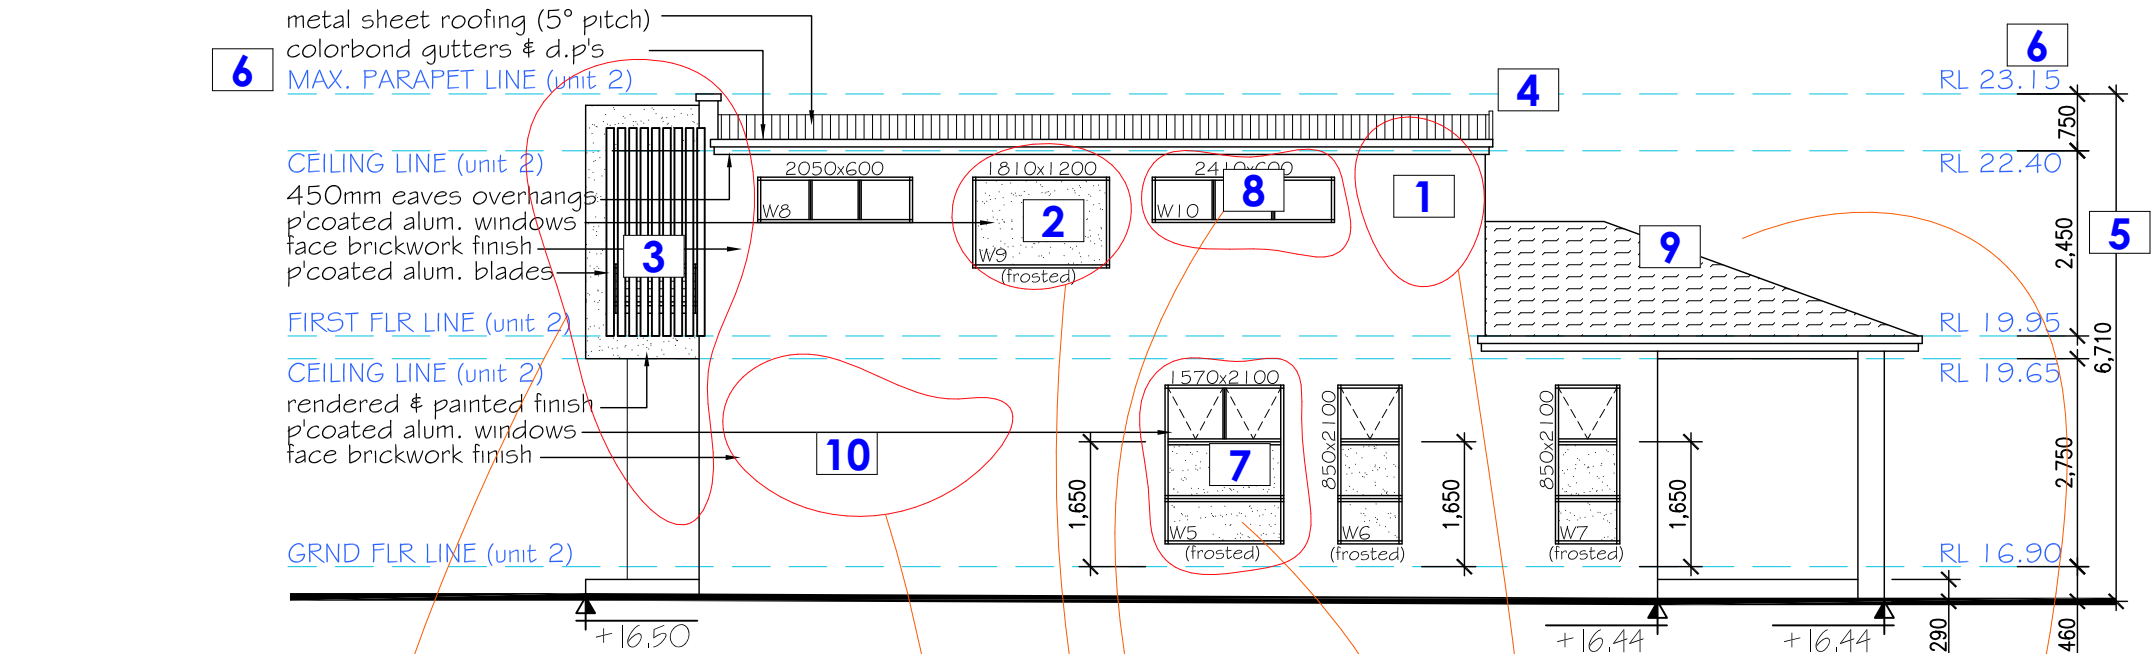 metal sheet roofing (5° pitch)
colorbond gutters & d.p's
6
MAX. PARAPET LINE (unit 2)
6
RL 23.15
4
750
CEILING LINE (unit 2)
RL 22.40
2050x600
1810x1200
2410x600
450mm eaves overhangs
p'coated alum. windows
face brickwork finish
p'coated alum. blades
3
W8
2
W9
(frosted)
8
W10
1
9
2,450
5
FIRST FLR LINE (unit 2)
RL 19.95
6,710
CEILING LINE (unit 2)
RL 19.65
rendered & painted finish
p'coated alum. windows
face brickwork finish
10
1570x2100
7
W5
(frosted)
1,650
850x2100
W6
(frosted)
1,650
850x2100
W7
(frosted)
1,650
2,750
GRND FLR LINE (unit 2)
RL 16.90
+16.50
+16.44
+16.44
290
460